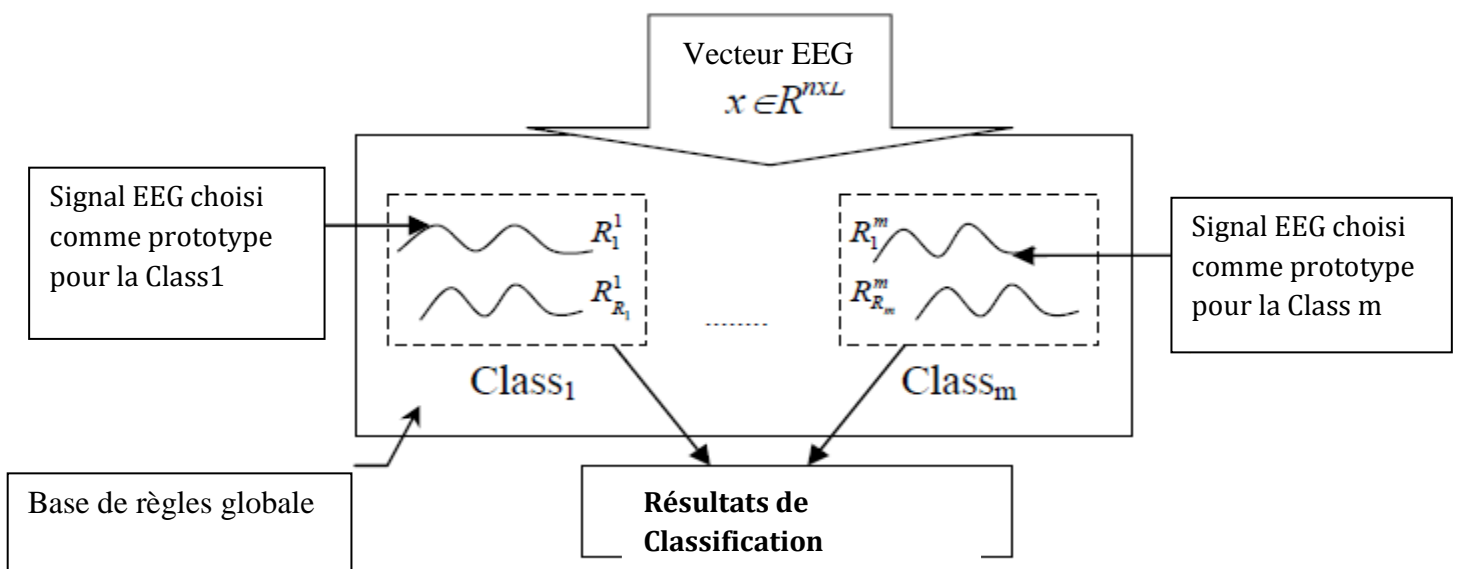 Vecteur EEG
x ∈ R^{nxL}
Signal EEG choisi
comme prototype
pour la Class1
R_1^1
R_{R_1}^1
........
R_1^m
R_{R_m}^m
Signal EEG choisi
comme prototype
pour la Class m
Class_1
Class_m
Base de règles globale
Résultats de
Classification